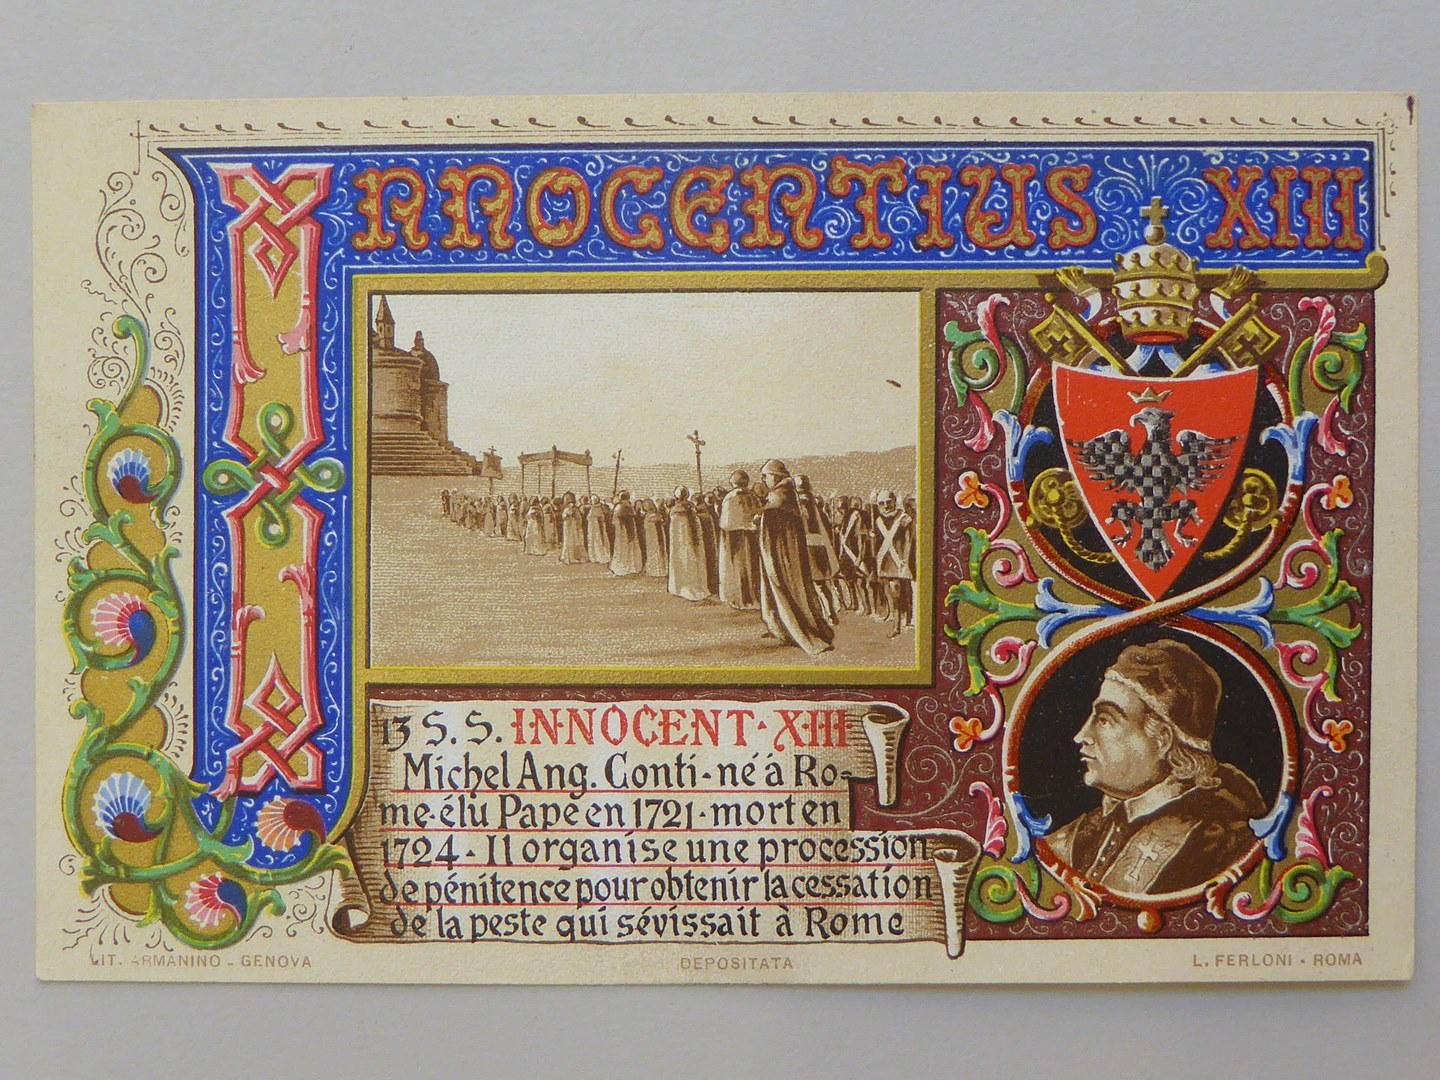 INNOCENTIUS XIII
13 S. S. INNOCENT·XIII
Michel Ang. Conti-né à Ro-
me·élu Pape en 1721·mort en
1724-Il organise une procession
de pénitence pour obtenir la cessation
de la peste qui sévissait à Rome
LIT. ARMANINO - GENOVA
DEPOSITATA
L. FERLONI - ROMA